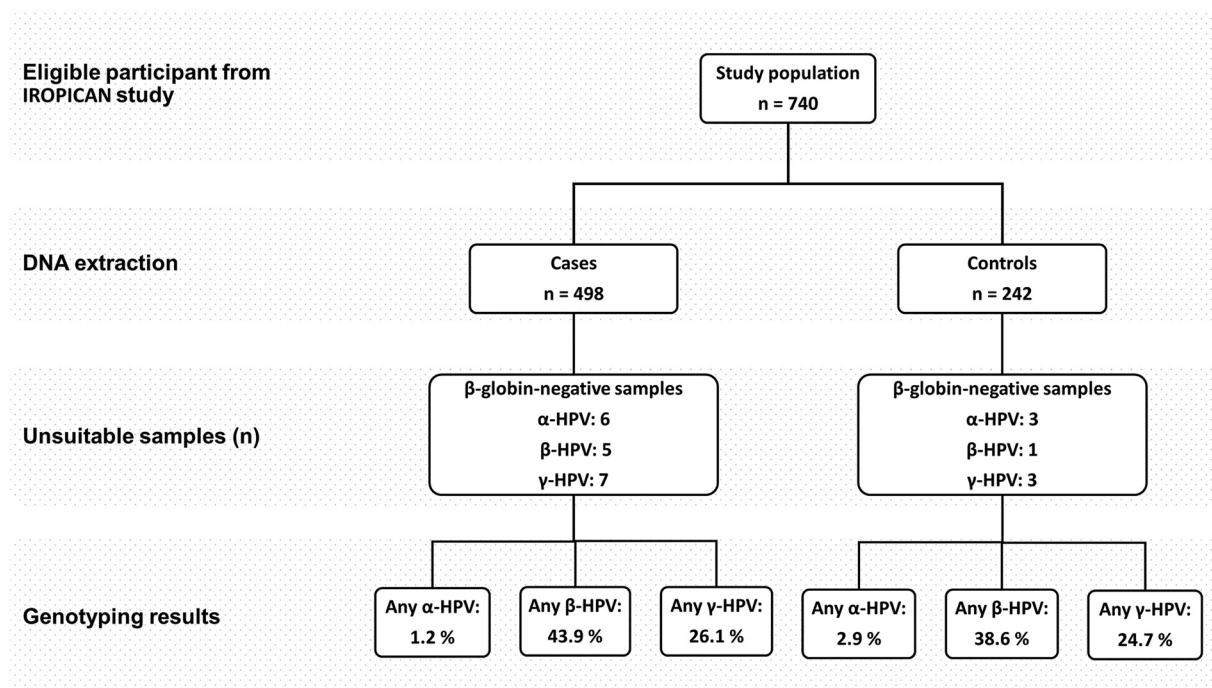 Eligible participant from
IROPICAN study
Study population
n = 740
DNA extraction
Cases
n = 498
Controls
n = 242
Unsuitable samples (n)
β-globin-negative samples
α-HPV: 6
β-HPV: 5
γ-HPV: 7
β-globin-negative samples
α-HPV: 3
β-HPV: 1
γ-HPV: 3
Genotyping results
Any α-HPV:
1.2 %
Any β-HPV:
43.9 %
Any γ-HPV:
26.1 %
Any α-HPV:
2.9 %
Any β-HPV:
38.6 %
Any γ-HPV:
24.7 %